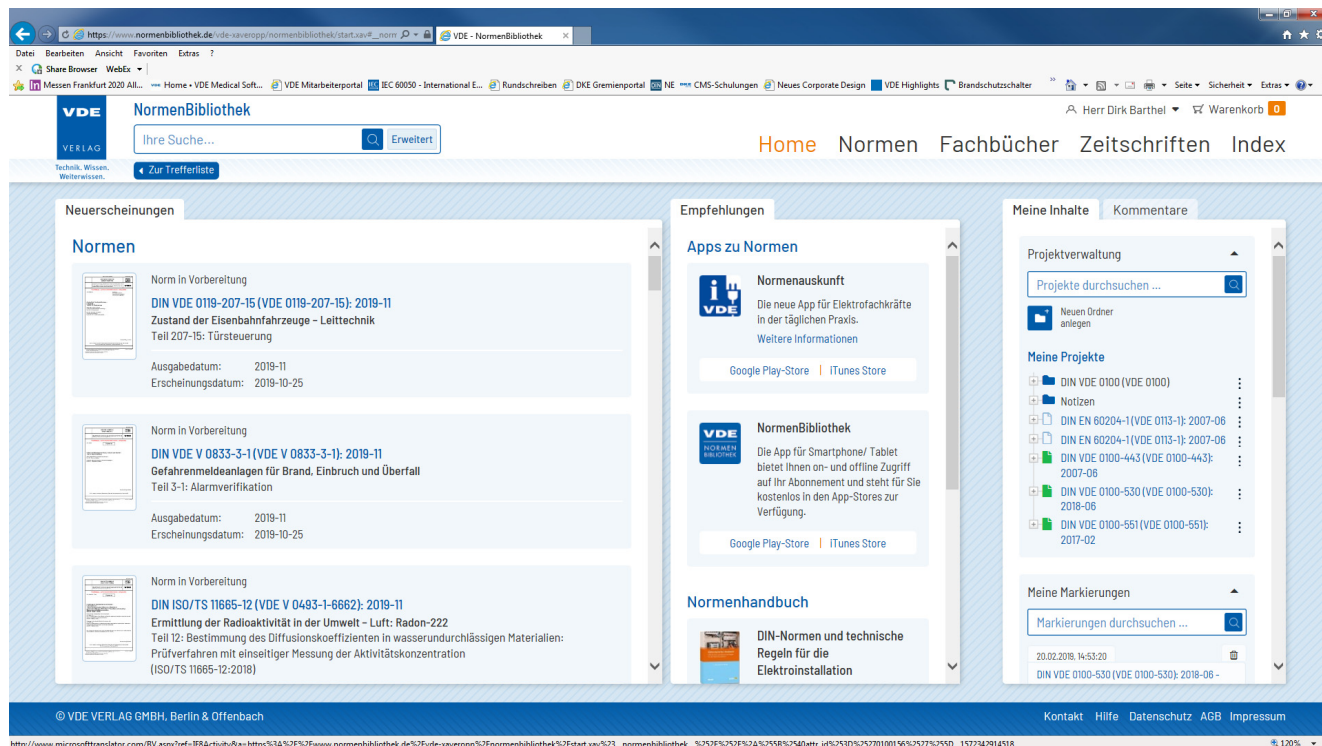 https://www.normenbibliothek.de/vde-xaveropp/normenbibliothek/start.xav#__norr
VDE - NormenBibliothek
Datei Bearbeiten Ansicht Favoriten Extras ?
Share Browser WebEx
Messen Frankfurt 2020 All... Home • VDE Medical Soft... VDE Mitarbeiterportal IEC 60050 - International E... Rundschreiben DKE Gremienportal NE CMS-Schulungen Neues Corporate Design VDE Highlights Brandschutzschalter Seite Sicherheit Extras
VDE VERLAG
Technik. Wissen.
Weiterwissen.
NormenBibliothek
Ihre Suche...
Erweitert
Zur Trefferliste
Herr Dirk Barthel
Warenkorb 0
Home Normen Fachbücher Zeitschriften Index
Neuerscheinungen
Normen
Norm in Vorbereitung
DIN VDE 0119-207-15 (VDE 0119-207-15): 2019-11
Zustand der Eisenbahnfahrzeuge – Leittechnik
Teil 207-15: Türsteuerung
Ausgabedatum: 2019-11
Erscheinungsdatum: 2019-10-25
Norm in Vorbereitung
DIN VDE V 0833-3-1 (VDE V 0833-3-1): 2019-11
Gefahrenmeldeanlagen für Brand, Einbruch und Überfall
Teil 3-1: Alarmverifikation
Ausgabedatum: 2019-11
Erscheinungsdatum: 2019-10-25
Norm in Vorbereitung
DIN ISO/TS 11665-12 (VDE V 0493-1-6662): 2019-11
Ermittlung der Radioaktivität in der Umwelt – Luft: Radon-222
Teil 12: Bestimmung des Diffusionskoeffizienten in wasserundurchlässigen Materialien:
Prüfverfahren mit einseitiger Messung der Aktivitätskonzentration
(ISO/TS 11665-12:2018)
Empfehlungen
Apps zu Normen
VDE
Normenauskunft
Die neue App für Elektrofachkräfte
in der täglichen Praxis.
Weitere Informationen
Google Play-Store | iTunes Store
VDE
NORMEN
BIBLIOTHEK
NormenBibliothek
Die App für Smartphone/ Tablet
bietet Ihnen on- und offline Zugriff
auf Ihr Abonnement und steht für Sie
kostenlos in den App-Stores zur
Verfügung.
Google Play-Store | iTunes Store
Normenhandbuch
DIN-Normen und technische
Regeln für die
Elektroinstallation
Meine Inhalte Kommentare
Projektverwaltung
Projekte durchsuchen ...
Neuen Ordner
anlegen
Meine Projekte
DIN VDE 0100 (VDE 0100)
Notizen
DIN EN 60204-1 (VDE 0113-1): 2007-06
DIN EN 60204-1 (VDE 0113-1): 2007-06
DIN VDE 0100-443 (VDE 0100-443):
2007-06
DIN VDE 0100-530 (VDE 0100-530):
2018-06
DIN VDE 0100-551 (VDE 0100-551):
2017-02
Meine Markierungen
Markierungen durchsuchen ...
20.02.2019, 14:53:20
DIN VDE 0100-530 (VDE 0100-530): 2018-06 -
© VDE VERLAG GMBH, Berlin & Offenbach
Kontakt Hilfe Datenschutz AGB Impressum
120%